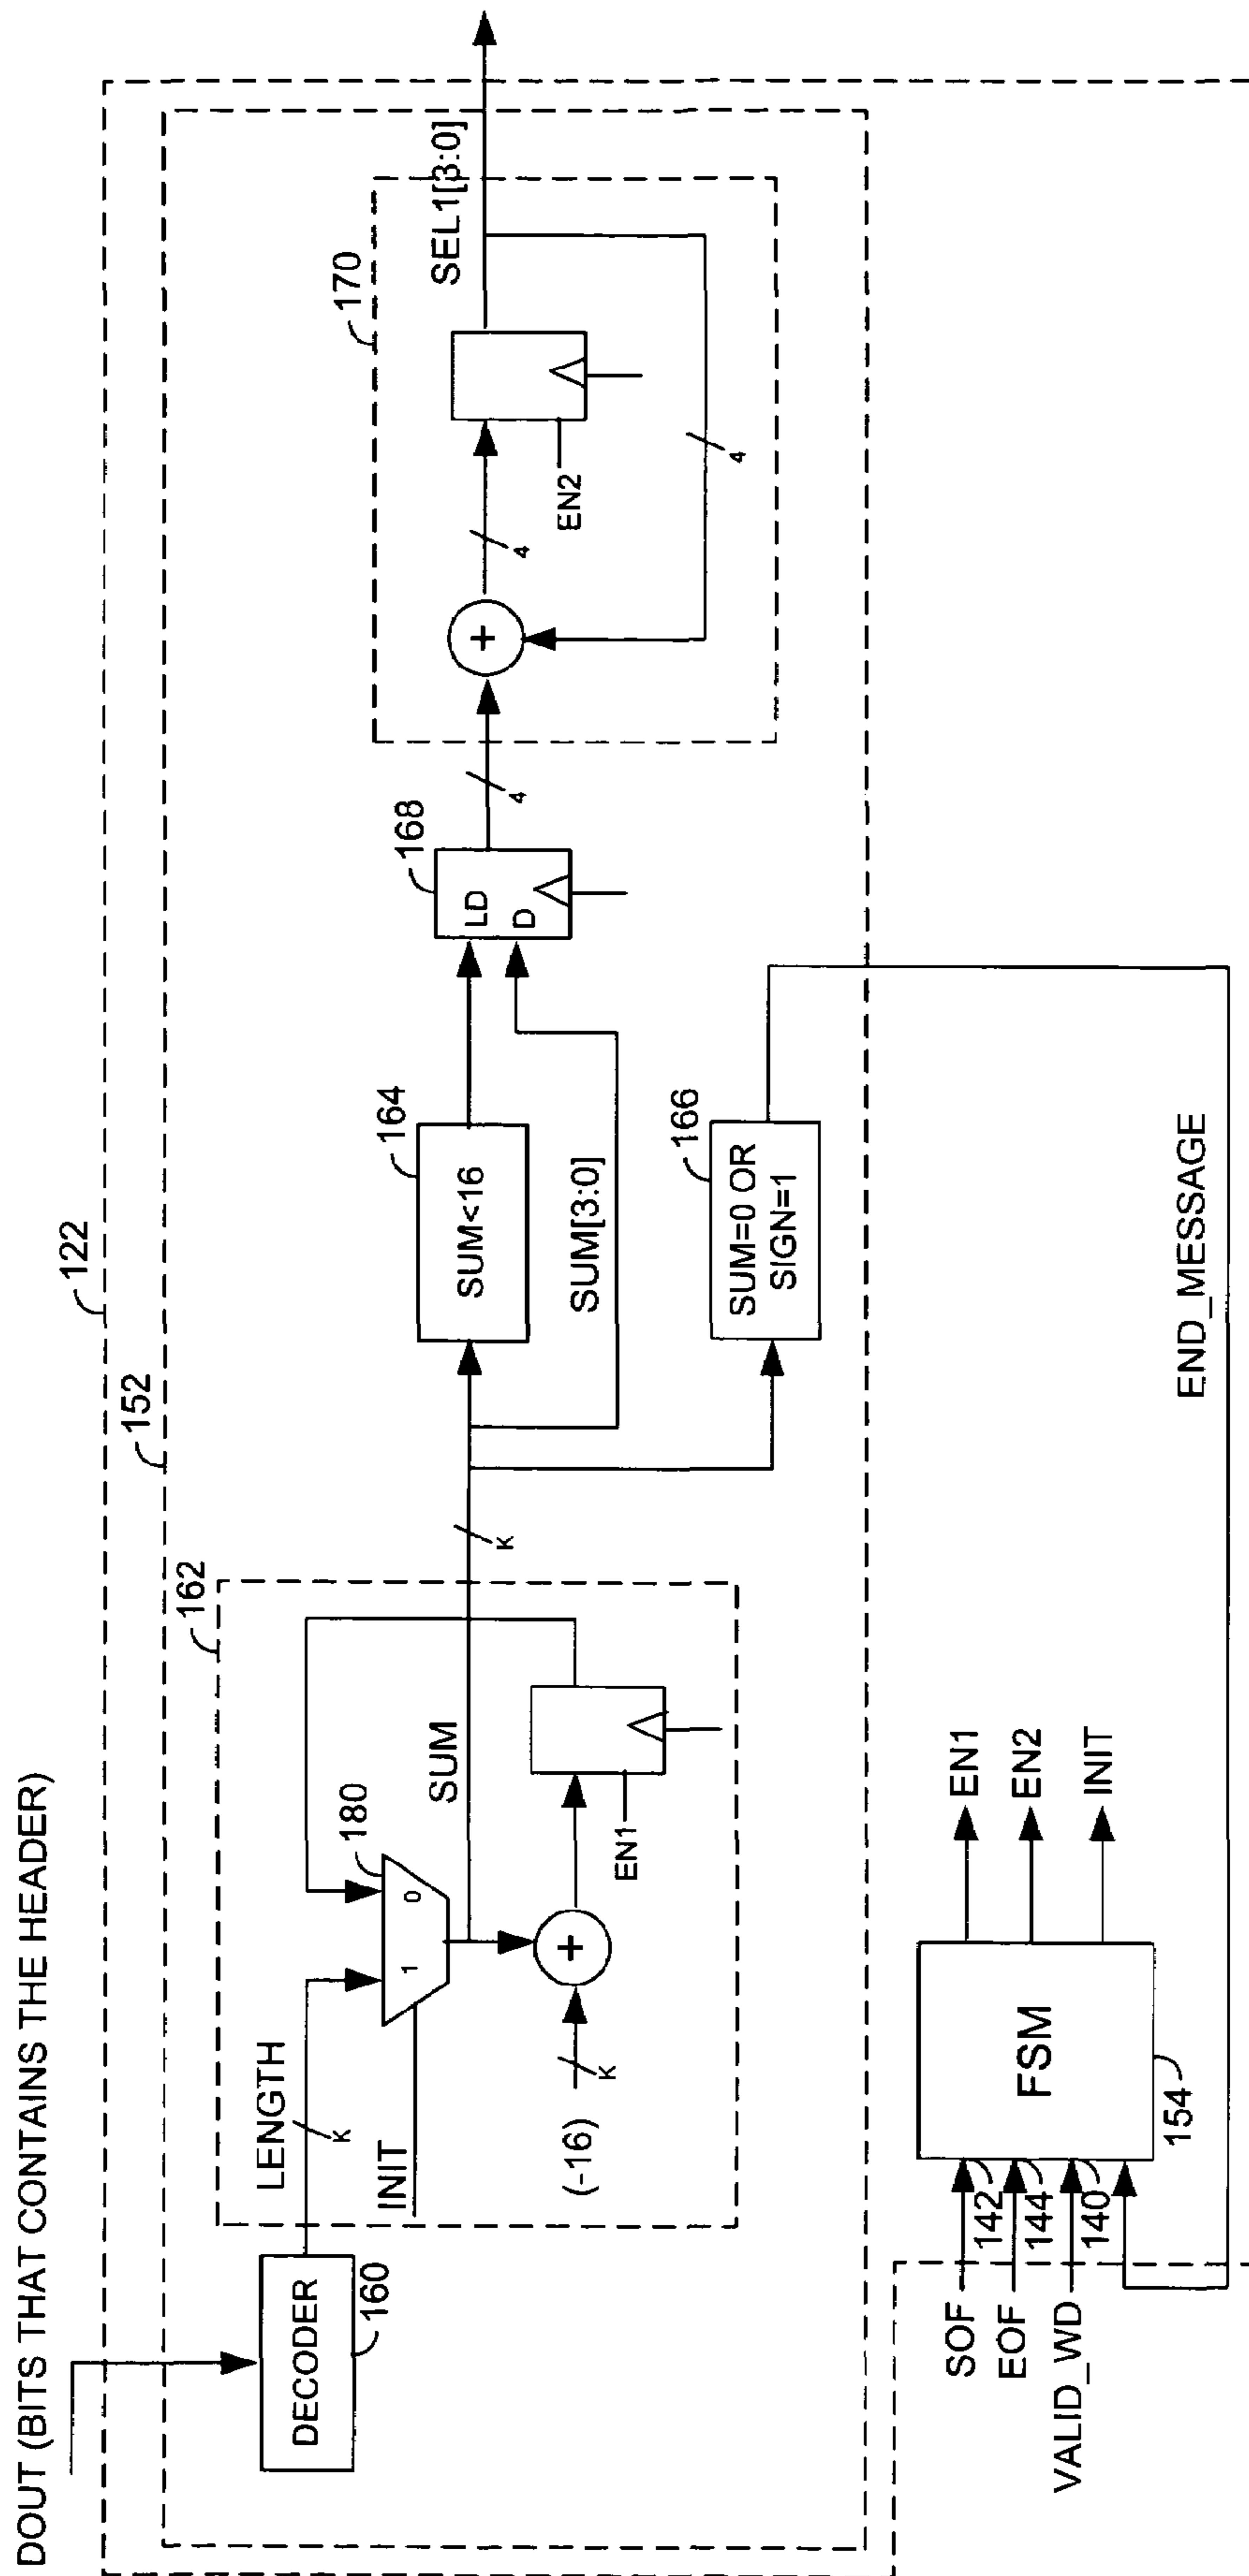 DOUT (BITS THAT CONTAINS THE HEADER)
122
152
DECODER
160
162
LENGTH
K
INIT
1
0
180
SUM
(-16)
K
+
EN1
K
164
SUM<16
SUM[3:0]
166
SUM=0 OR
SIGN=1
168
LD
D
4
170
+
4
EN2
4
SEL1[3:0]
SOF
142
EOF
144
VALID_WD
140
FSM
154
EN1
EN2
INIT
END_MESSAGE